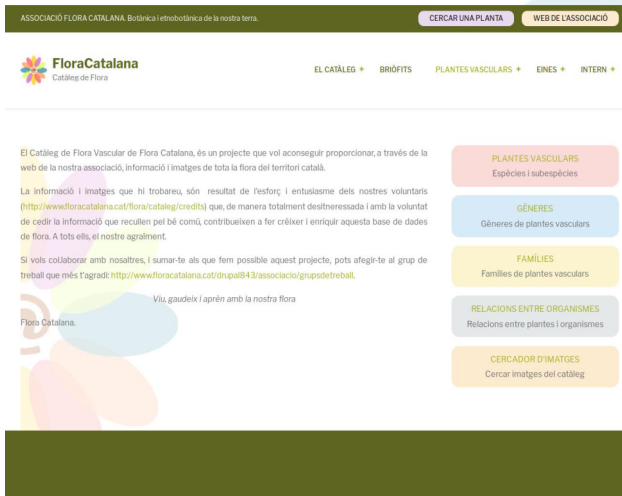 ASSOCIACIÓ FLORA CATALANA. Botànica i etnobotànica de la nostra terra.
CERCAR UNA PLANTA
WEB DE L'ASSOCIACIÓ
FloraCatalana
Catàleg de Flora
EL CATÀLEG +
BRIÒFITS
PLANTES VASCULARS +
EINES +
INTERN +
El Catàleg de Flora Vascular de Flora Catalana, és un projecte que vol aconseguir proporcionar, a través de la
web de la nostra associació, informació i imatges de tota la flora del territori català.
La informació i imatges que hi trobareu, són resultat de l'esforç i entusiasme dels nostres voluntaris
(http://www.floracatalana.cat/flora/cataleg/credits) que, de manera totalment desitneressada i amb la voluntat
de cedir la informació que recullen pel bé comú, contribueixen a fer créixer i enriquir aquesta base de dades
de flora. A tots ells, el nostre agraïment.
Si vols col·laborar amb nosaltres, i sumar-te als que fem possible aquest projecte, pots afegir-te al grup de
treball que més t'agradi: http://www.floracatalana.cat/drupal843/associacio/grupsdetreball.
Viu, gaudeix i aprèn amb la nostra flora
Flora Catalana.
PLANTES VASCULARS
Espècies i subespècies
GÈNERES
Gèneres de plantes vasculars
FAMÍLIES
Famílies de plantes vasculars
RELACIONS ENTRE ORGANISMES
Relacions entre plantes i organismes
CERCADOR D'IMATGES
Cercar imatges del catàleg